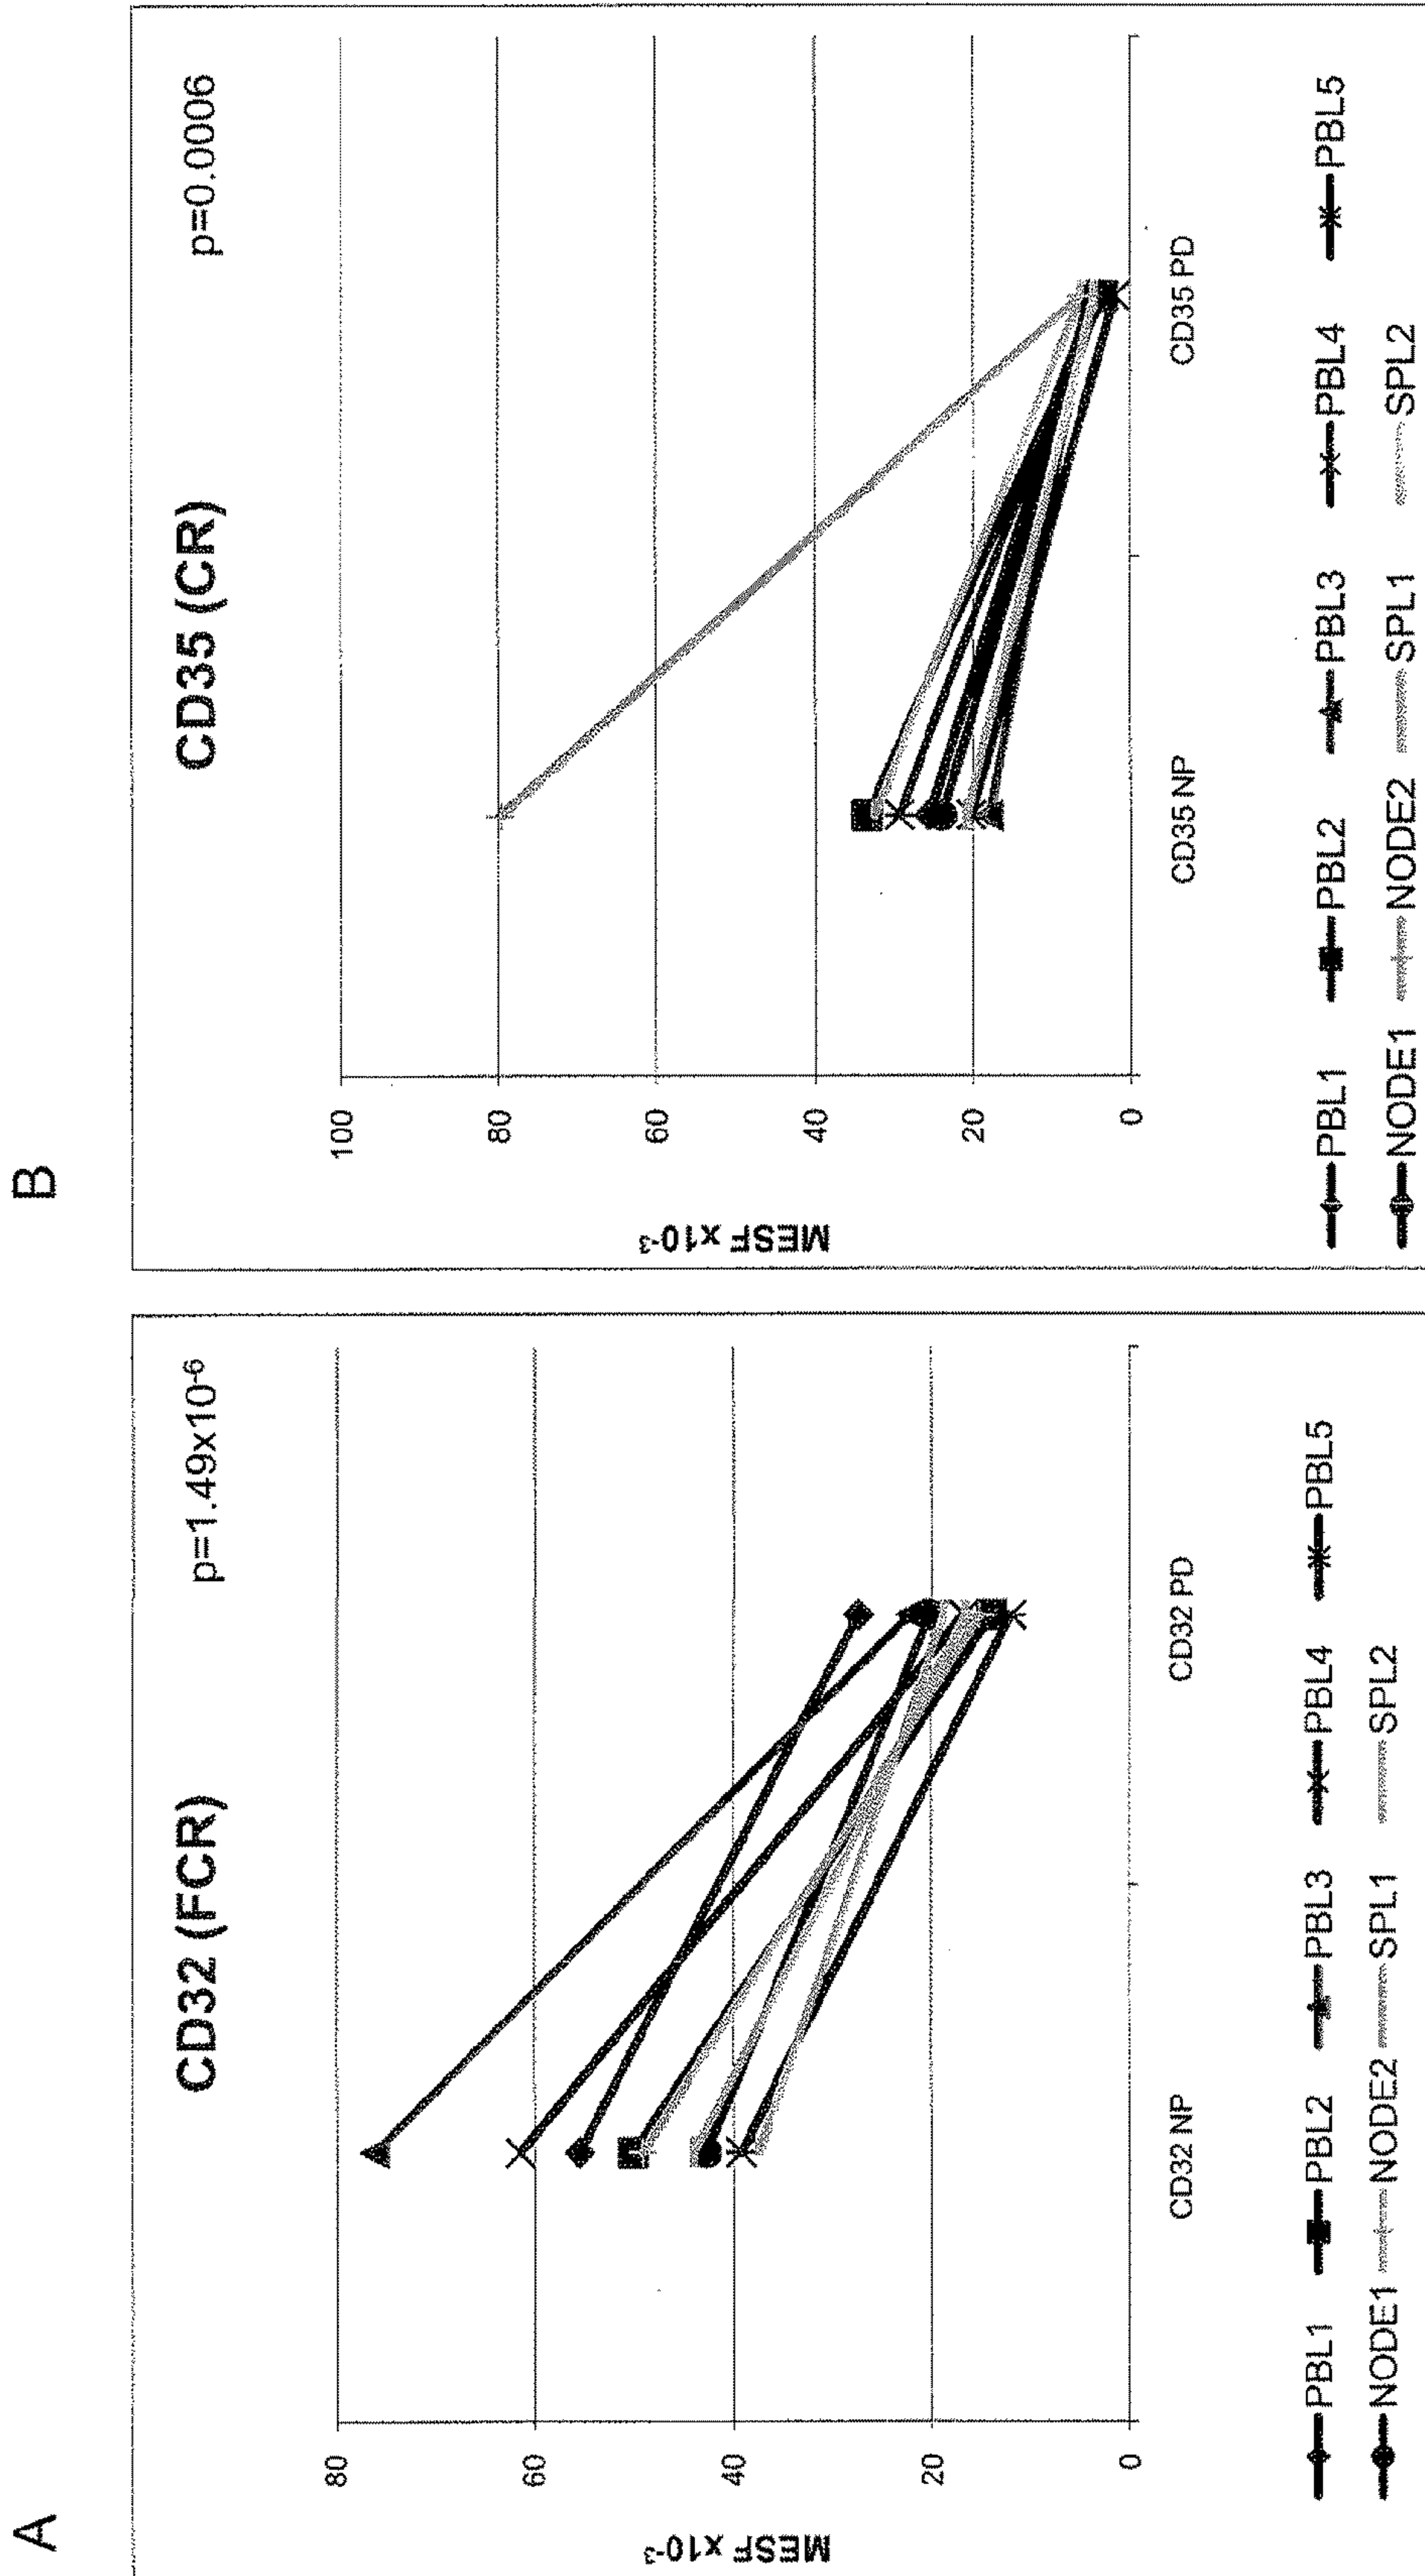 A
CD32 (FCR)
p=1.49x10-6
MESF x10-3
80
60
40
20
0
CD32 NP
CD32 PD
PBL1 PBL2 PBL3 PBL4 PBL5
NODE1 NODE2 SPL1 SPL2
B
CD35 (CR)
p=0.0006
MESF x10-3
100
80
60
40
20
0
CD35 NP
CD35 PD
PBL1 PBL2 PBL3 PBL4 PBL5
NODE1 NODE2 SPL1 SPL2